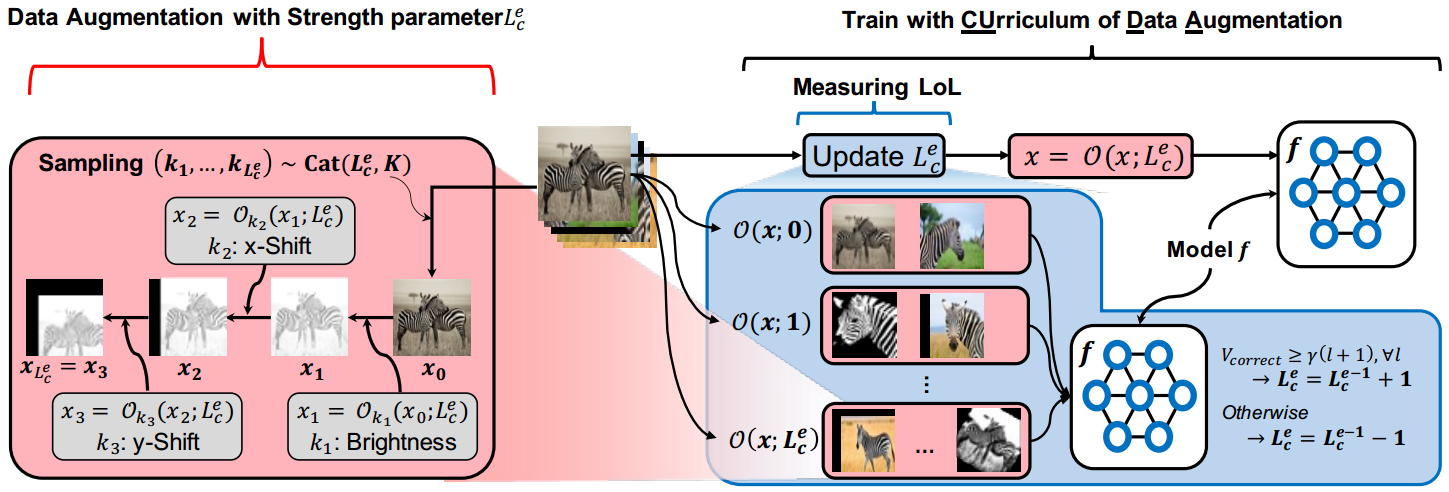 Data Augmentation with Strength parameter $L_c^e$
Train with CUrriculum of Data Augmentation
Measuring LoL
Sampling $(k_1, \ldots, k_{L_c^e}) \sim \text{Cat}(L_c^e, K)$
$x_2 = \mathcal{O}_{k_2}(x_1; L_c^e)$
$k_2$: x-Shift
$x_{L_c^e} = x_3$
$x_2$
$x_1$
$x_0$
$x_3 = \mathcal{O}_{k_3}(x_2; L_c^e)$
$k_3$: y-Shift
$x_1 = \mathcal{O}_{k_1}(x_0; L_c^e)$
$k_1$: Brightness
Update $L_c^e$
$x = \mathcal{O}(x; L_c^e)$
$f$
$\mathcal{O}(x; 0)$
$\mathcal{O}(x; 1)$
⋮
$\mathcal{O}(x; L_c^e)$
...
Model $f$
$f$
$V_{correct} \geq \gamma(l + 1), \forall l$
$\rightarrow L_c^e = L_c^{e-1} + 1$
Otherwise
$\rightarrow L_c^e = L_c^{e-1} - 1$